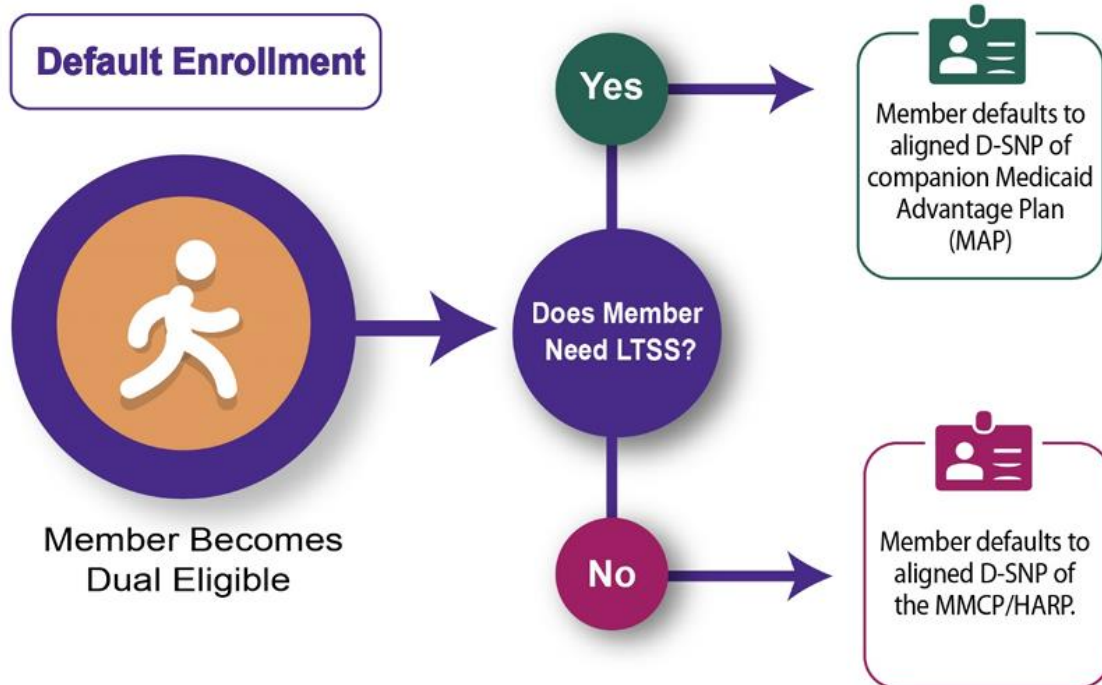 Default Enrollment
Member Becomes
Dual Eligible
Does Member
Need LTSS?
Yes
Member defaults to
aligned D-SNP of
companion Medicaid
Advantage Plan
(MAP)
No
Member defaults to
aligned D-SNP of
the MMCP/HARP.